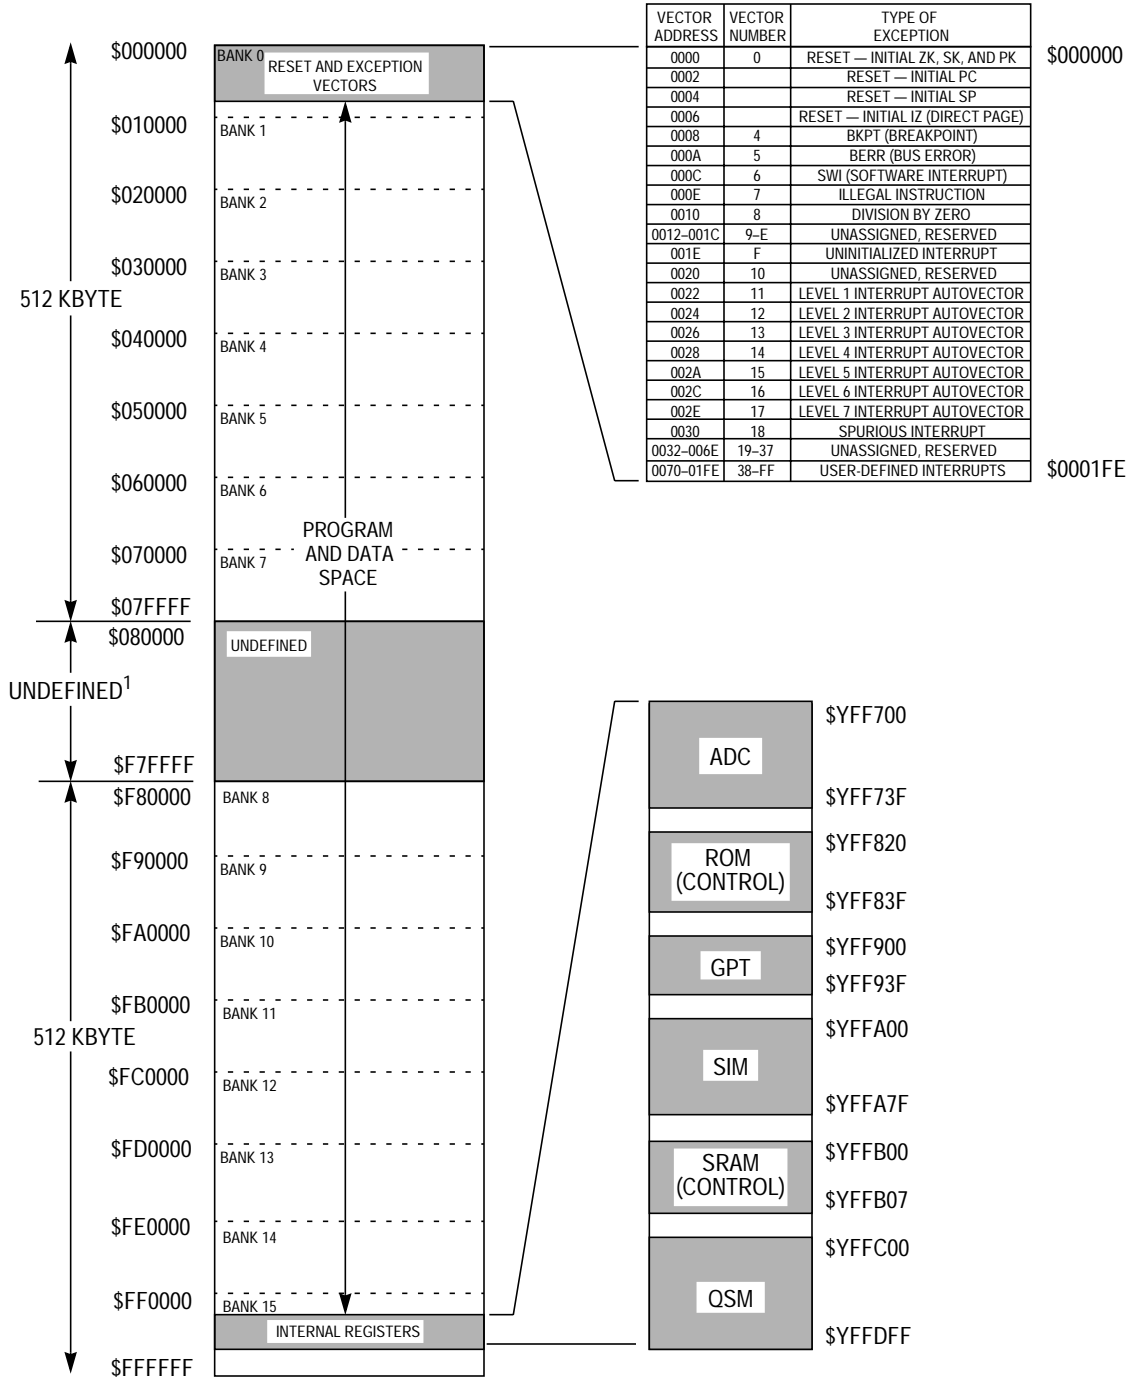 VECTOR ADDRESS VECTOR NUMBER TYPE OF EXCEPTION
0000 0 RESET — INITIAL ZK, SK, AND PK
0002 RESET — INITIAL PC
0004 RESET — INITIAL SP
0006 RESET — INITIAL IZ (DIRECT PAGE)
0008 4 BKPT (BREAKPOINT)
000A 5 BERR (BUS ERROR)
000C 6 SWI (SOFTWARE INTERRUPT)
000E 7 ILLEGAL INSTRUCTION
0010 8 DIVISION BY ZERO
0012–001C 9–E UNASSIGNED, RESERVED
001E F UNINITIALIZED INTERRUPT
0020 10 UNASSIGNED, RESERVED
0022 11 LEVEL 1 INTERRUPT AUTOVECTOR
0024 12 LEVEL 2 INTERRUPT AUTOVECTOR
0026 13 LEVEL 3 INTERRUPT AUTOVECTOR
0028 14 LEVEL 4 INTERRUPT AUTOVECTOR
002A 15 LEVEL 5 INTERRUPT AUTOVECTOR
002C 16 LEVEL 6 INTERRUPT AUTOVECTOR
002E 17 LEVEL 7 INTERRUPT AUTOVECTOR
0030 18 SPURIOUS INTERRUPT
0032–006E 19–37 UNASSIGNED, RESERVED
0070–01FE 38–FF USER-DEFINED INTERRUPTS
$000000
$0001FE
$000000
BANK 0
RESET AND EXCEPTION
VECTORS
$010000
BANK 1
$020000
BANK 2
$030000
BANK 3
512 KBYTE
$040000
BANK 4
$050000
BANK 5
$060000
BANK 6
PROGRAM
AND DATA
SPACE
$070000
BANK 7
$07FFFF
$080000
UNDEFINED
UNDEFINED1
$F7FFFF
$F80000
BANK 8
$F90000
BANK 9
$FA0000
BANK 10
$FB0000
BANK 11
512 KBYTE
$FC0000
BANK 12
$FD0000
BANK 13
$FE0000
BANK 14
$FF0000
BANK 15
INTERNAL REGISTERS
$FFFFFF
$YFF700
ADC
$YFF73F
$YFF820
ROM
(CONTROL)
$YFF83F
$YFF900
GPT
$YFF93F
$YFFA00
SIM
$YFFA7F
$YFFB00
SRAM
(CONTROL)
$YFFB07
$YFFC00
QSM
$YFFDFF